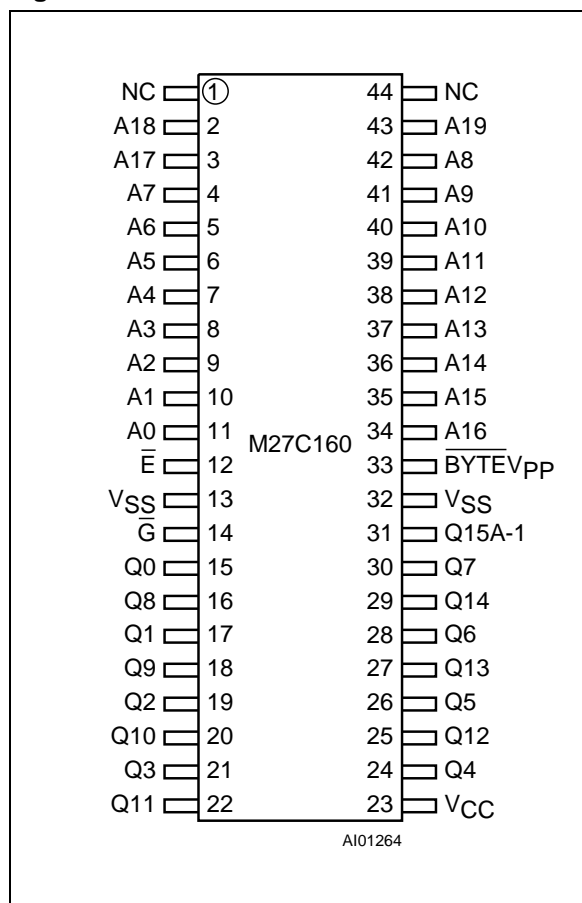 NC 1 44 NC
A18 2 43 A19
A17 3 42 A8
A7 4 41 A9
A6 5 40 A10
A5 6 39 A11
A4 7 38 A12
A3 8 37 A13
A2 9 36 A14
A1 10 35 A15
A0 11 34 A16
M27C160
E̅ 12 33 B̅Y̅T̅E̅VPP
VSS 13 32 VSS
G̅ 14 31 Q15A-1
Q0 15 30 Q7
Q8 16 29 Q14
Q1 17 28 Q6
Q9 18 27 Q13
Q2 19 26 Q5
Q10 20 25 Q12
Q3 21 24 Q4
Q11 22 23 VCC
AI01264